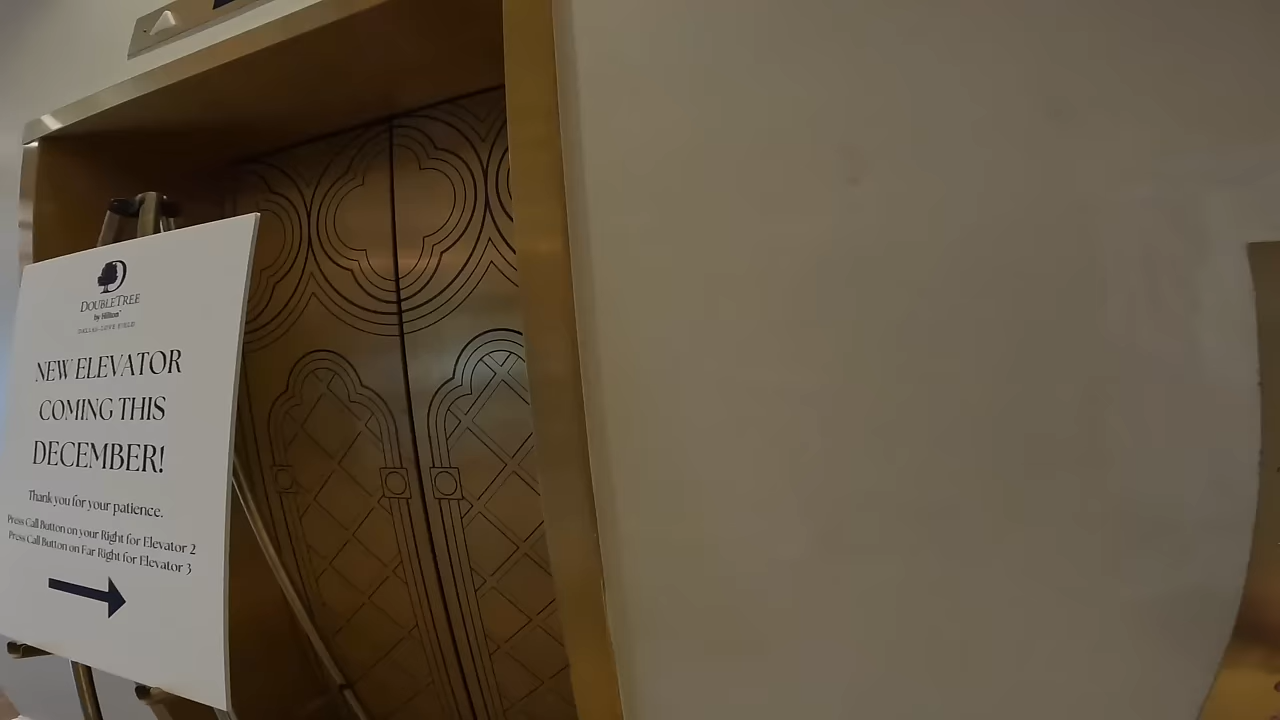 DOUBLETREE
by Hilton
DALLAS LOVE FIELD
NEW ELEVATOR
COMING THIS
DECEMBER!
Thank you for your patience.
Press Call Button on your Right for Elevator 2
Press Call Button on Far Right for Elevator 3